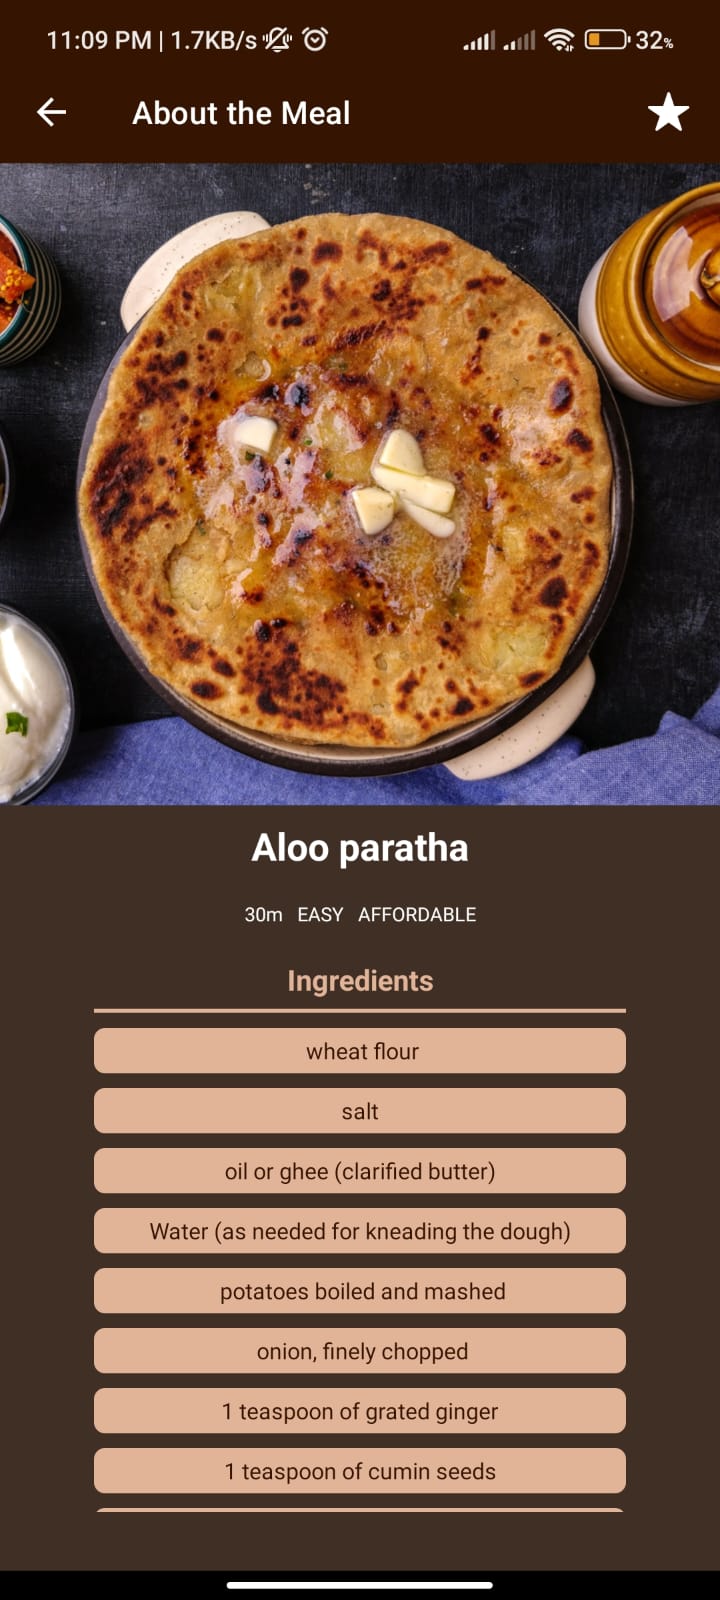 11:09 PM | 1.7KB/s 32%
About the Meal
Aloo paratha
30m EASY AFFORDABLE
Ingredients
wheat flour
salt
oil or ghee (clarified butter)
Water (as needed for kneading the dough)
potatoes boiled and mashed
onion, finely chopped
1 teaspoon of grated ginger
1 teaspoon of cumin seeds